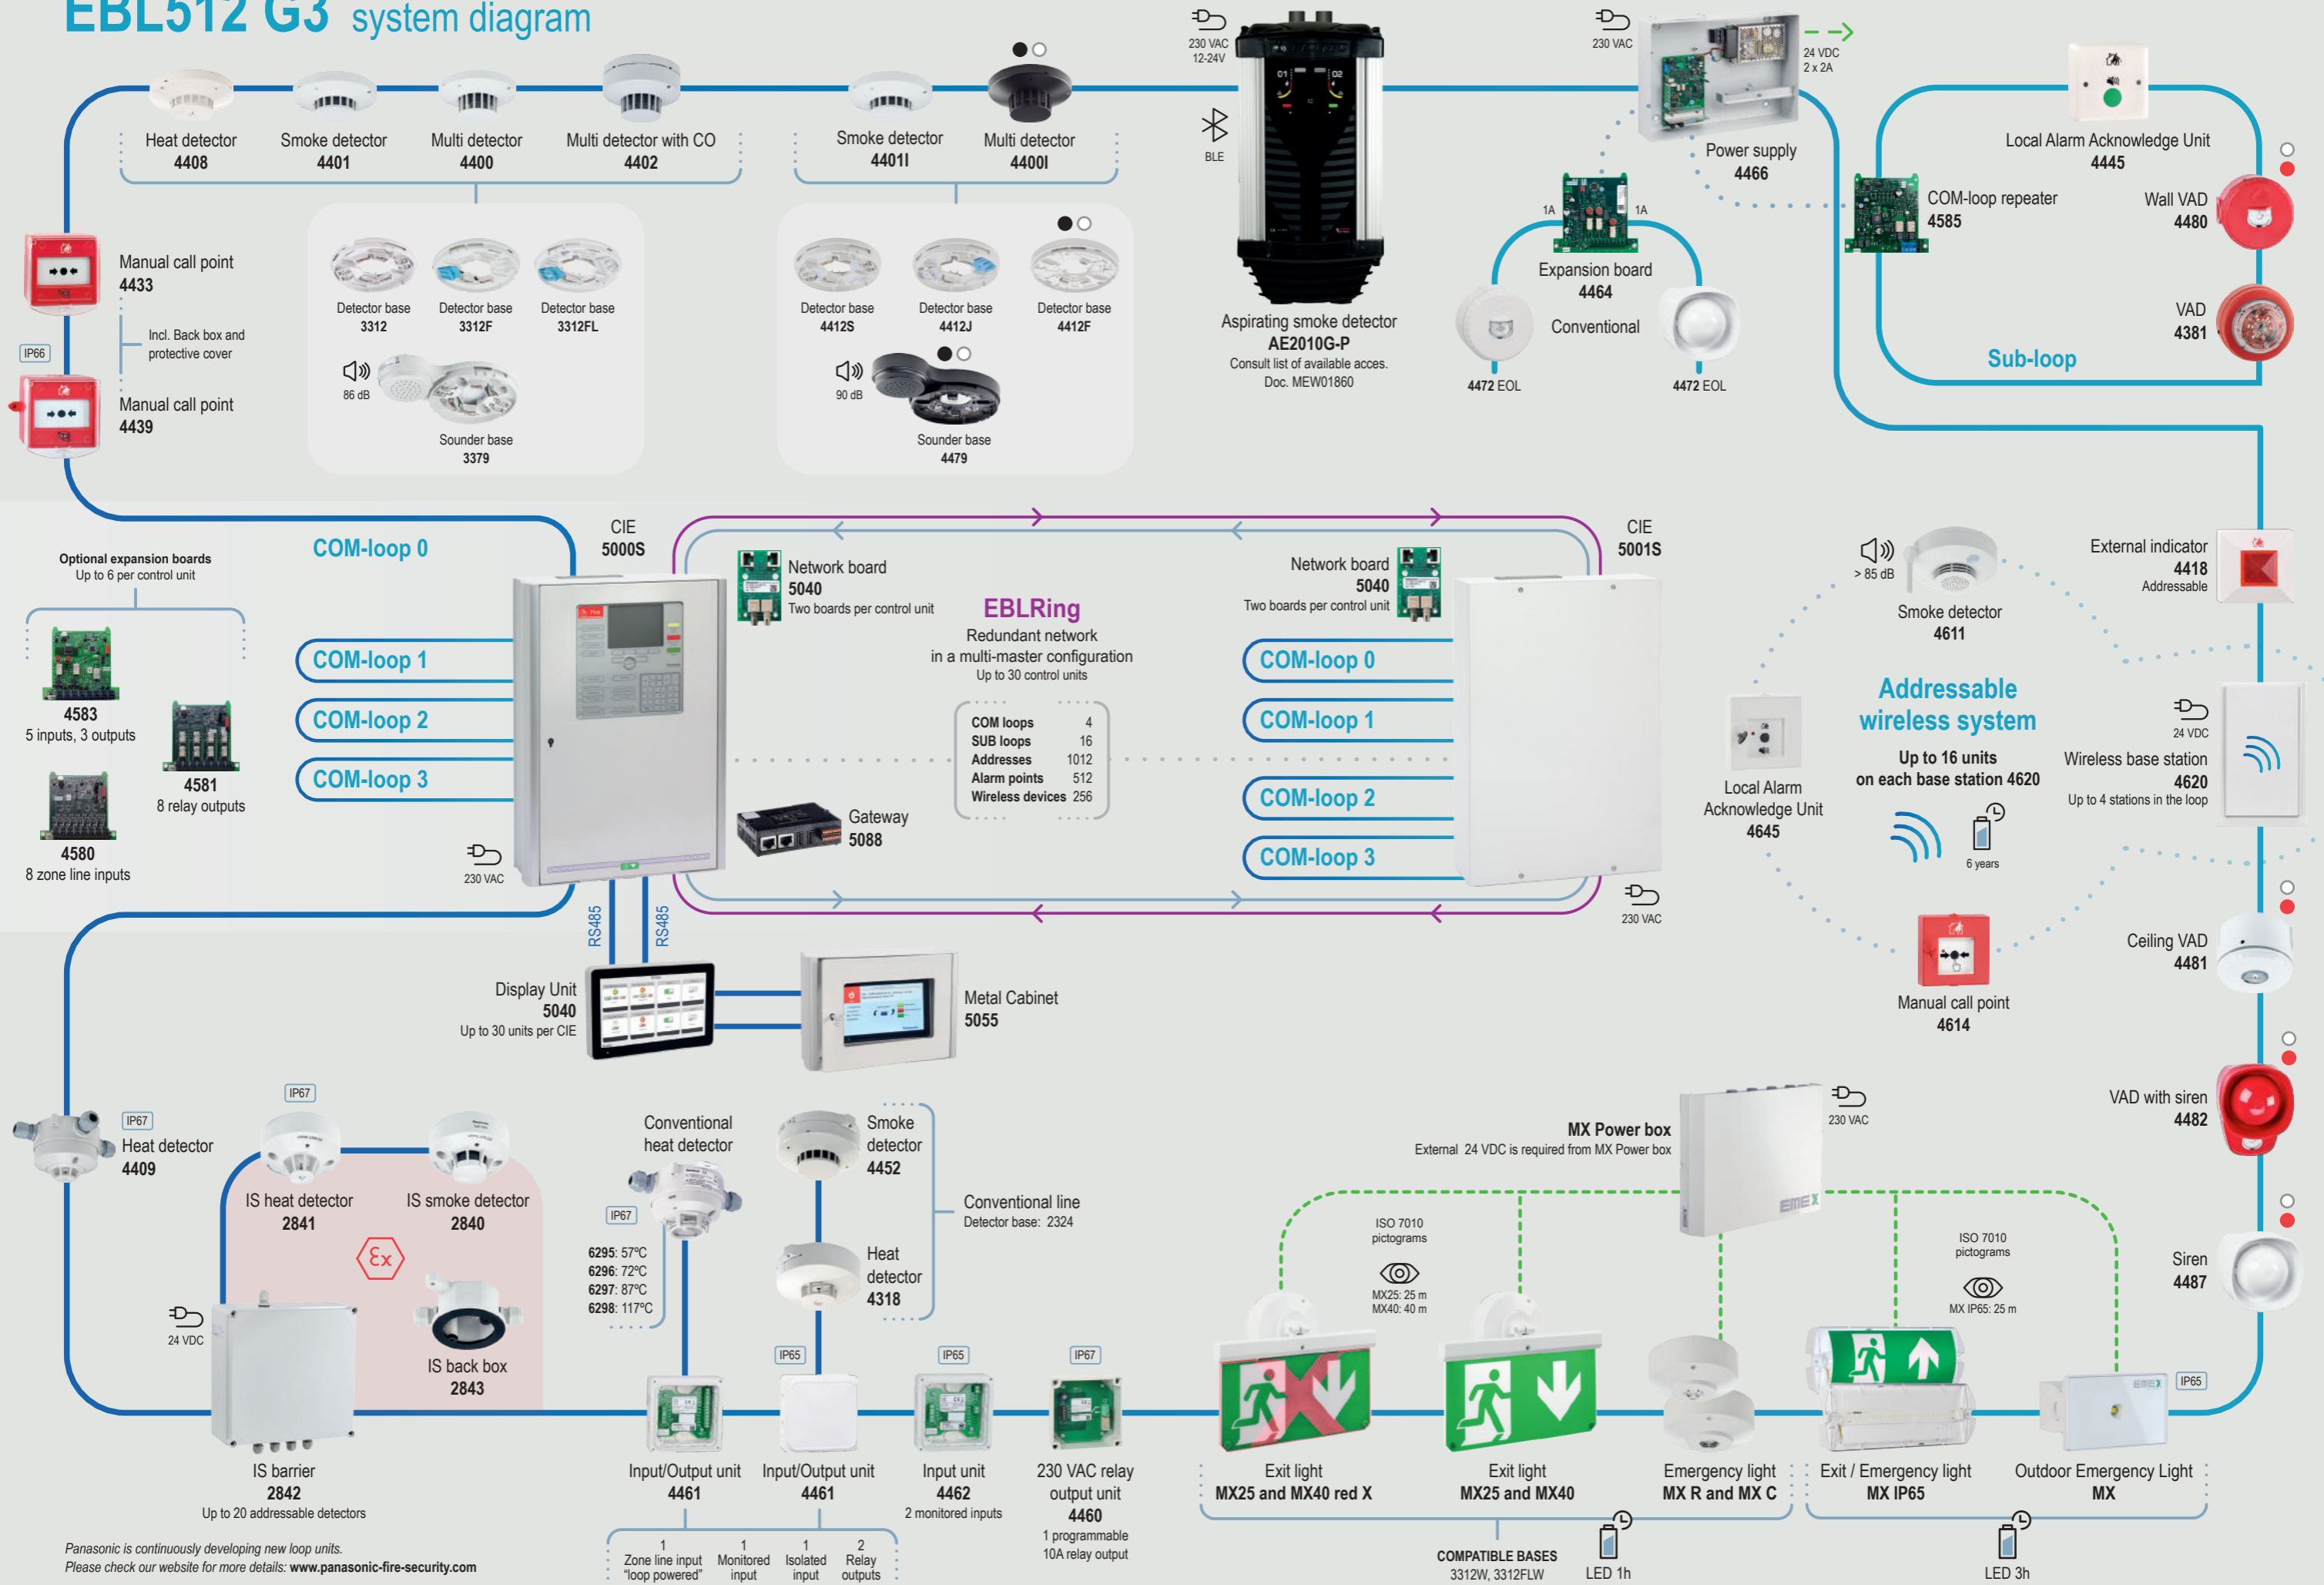 EBL512 G3 system diagram
230 VAC
12-24V
BLE
230 VAC
24 VDC
2 x 2A
Heat detector
4408
Smoke detector
4401
Multi detector
4400
Multi detector with CO
4402
Smoke detector
4401I
Multi detector
4400I
Power supply
4466
Local Alarm Acknowledge Unit
4445
COM-loop repeater
4585
Wall VAD
4480
VAD
4381
Sub-loop
1A
1A
Expansion board
4464
Conventional
4472 EOL
4472 EOL
Aspirating smoke detector
AE2010G-P
Consult list of available acces.
Doc. MEW01860
Manual call point
4433
Incl. Back box and
protective cover
IP66
Manual call point
4439
Detector base
3312
Detector base
3312F
Detector base
3312FL
86 dB
Sounder base
3379
Detector base
4412S
Detector base
4412J
Detector base
4412F
90 dB
Sounder base
4479
Optional expansion boards
Up to 6 per control unit
4583
5 inputs, 3 outputs
4581
8 relay outputs
4580
8 zone line inputs
COM-loop 0
COM-loop 1
COM-loop 2
COM-loop 3
CIE
5000S
230 VAC
Network board
5040
Two boards per control unit
EBLRing
Redundant network
in a multi-master configuration
Up to 30 control units
COM loops 4
SUB loops 16
Addresses 1012
Alarm points 512
Wireless devices 256
Gateway
5088
Network board
5040
Two boards per control unit
CIE
5001S
COM-loop 0
COM-loop 1
COM-loop 2
COM-loop 3
230 VAC
> 85 dB
Smoke detector
4611
External indicator
4418
Addressable
Addressable
wireless system
Up to 16 units
on each base station 4620
6 years
Local Alarm
Acknowledge Unit
4645
24 VDC
Wireless base station
4620
Up to 4 stations in the loop
Manual call point
4614
Ceiling VAD
4481
VAD with siren
4482
Siren
4487
RS485
RS485
Display Unit
5040
Up to 30 units per CIE
Metal Cabinet
5055
IP67
Heat detector
4409
IP67
IS heat detector
2841
IS smoke detector
2840
Ex
IS back box
2843
24 VDC
IS barrier
2842
Up to 20 addressable detectors
Conventional
heat detector
IP67
6295: 57ºC
6296: 72ºC
6297: 87ºC
6298: 117ºC
Smoke
detector
4452
Conventional line
Detector base: 2324
Heat
detector
4318
IP65
IP65
IP67
Input/Output unit
4461
Input/Output unit
4461
Input unit
4462
2 monitored inputs
230 VAC relay
output unit
4460
1 programmable
10A relay output
1
Zone line input
"loop powered"
1
Monitored
input
1
Isolated
input
2
Relay
outputs
MX Power box
External 24 VDC is required from MX Power box
230 VAC
EMEX
ISO 7010
pictograms
MX25: 25 m
MX40: 40 m
ISO 7010
pictograms
MX IP65: 25 m
EMEX
IP65
Exit light
MX25 and MX40 red X
Exit light
MX25 and MX40
Emergency light
MX R and MX C
Exit / Emergency light
MX IP65
Outdoor Emergency Light
MX
COMPATIBLE BASES
3312W, 3312FLW
LED 1h
LED 3h
Panasonic is continuously developing new loop units.
Please check our website for more details: www.panasonic-fire-security.com